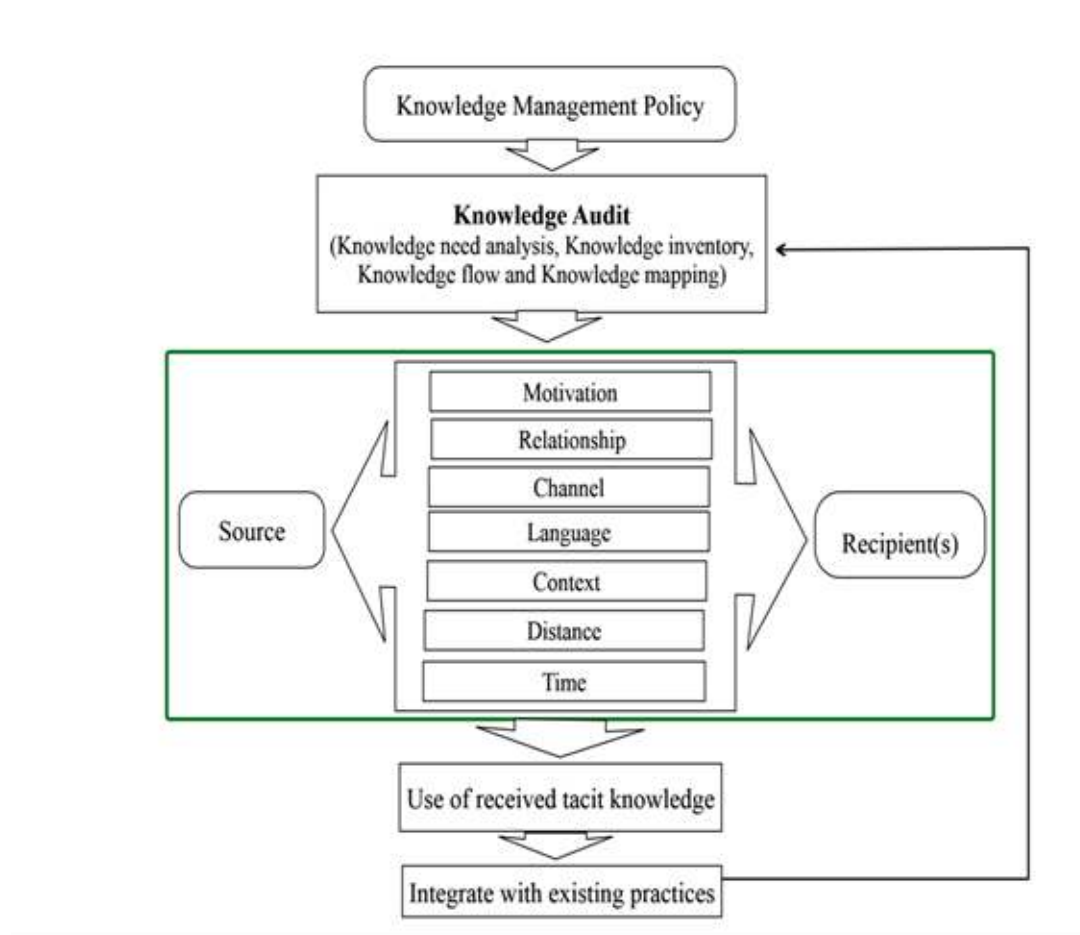 Knowledge Management Policy
Knowledge Audit
(Knowledge need analysis, Knowledge inventory,
Knowledge flow and Knowledge mapping)
Motivation
Relationship
Channel
Language
Context
Distance
Time
Source
Recipient(s)
Use of received tacit knowledge
Integrate with existing practices